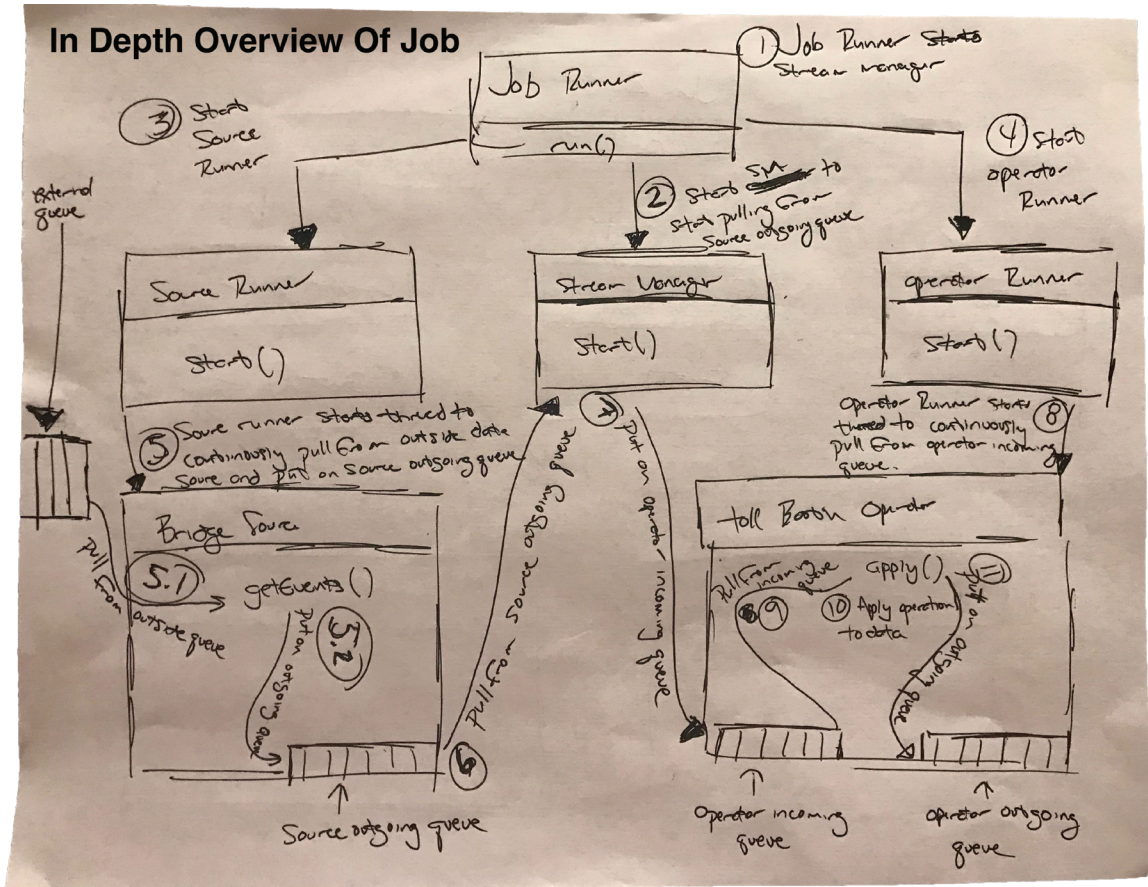 In Depth Overview Of Job
① Job Runner Starts
Stream manager
Job Runner
run()
③ Start
Source
Runner
④ Start
operator
Runner
② Start to
start pulling from
Source outgoing queue
External
queue
Source Runner
Start()
Stream Manager
Start()
operator Runner
Start()
⑤ Source runner starts thread to
continuously pull from outside data
source and put on source outgoing queue
Operator Runner starts ⑧
thread to continuously
pull from operator incoming
queue.
Bridge Source
5.1
getEvents()
pull from
outside queue
5.2
Put on outgoing queue
⑥ Pull from source outgoing queue
⑦ Put on operator incoming queue
toll Booth Operator
apply()
Pull from
incoming
queue
⑨
⑩ Apply operation
to data
⑪
Put on outgoing queue
Source outgoing queue
Operator incoming
queue
operator outgoing
queue